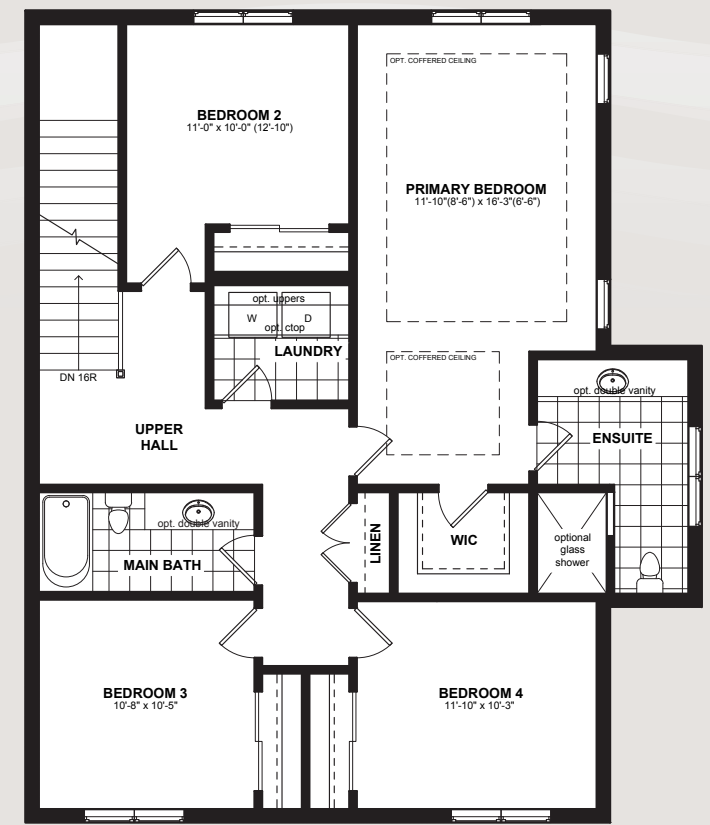 OPT. COFFERED CEILING
BEDROOM 2
11'-0" x 10'-0" (12'-10")
PRIMARY BEDROOM
11'-10"(8'-6") x 16'-3"(6'-6")
opt. uppers
W
D
opt. ctop
LAUNDRY
DN 16R
OPT. COFFERED CEILING
opt. double vanity
UPPER
HALL
ENSUITE
opt. double vanity
MAIN BATH
LINEN
WIC
optional
glass
shower
BEDROOM 3
10'-8" x 10'-5"
BEDROOM 4
11'-10" x 10'-3"